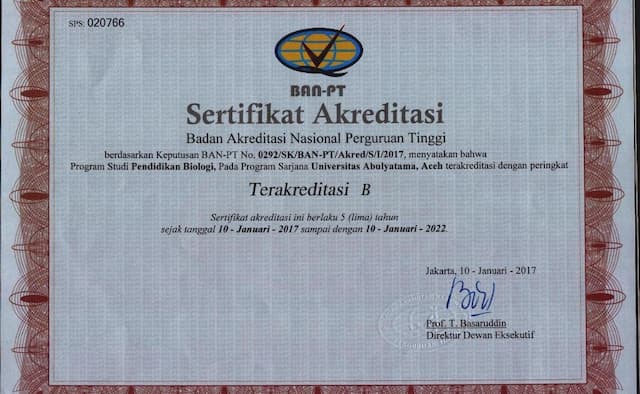 SPS: 020766
BAN-PT
Sertifikat Akreditasi
Badan Akreditasi Nasional Perguruan Tinggi
berdasarkan Keputusan BAN-PT No. 0292/SK/BAN-PT/Akred/S/I/2017, menyatakan bahwa
Program Studi Pendidikan Biologi, Pada Program Sarjana Universitas Abulyatama, Aceh terakreditasi dengan peringkat
Terakreditasi B
Sertifikat akreditasi ini berlaku 5 (lima) tahun
sejak tanggal 10 - Januari - 2017 sampai dengan 10 - Januari - 2022.
Jakarta, 10 - Januari - 2017
Prof. T. Basaruddin
Direktur Dewan Eksekutif